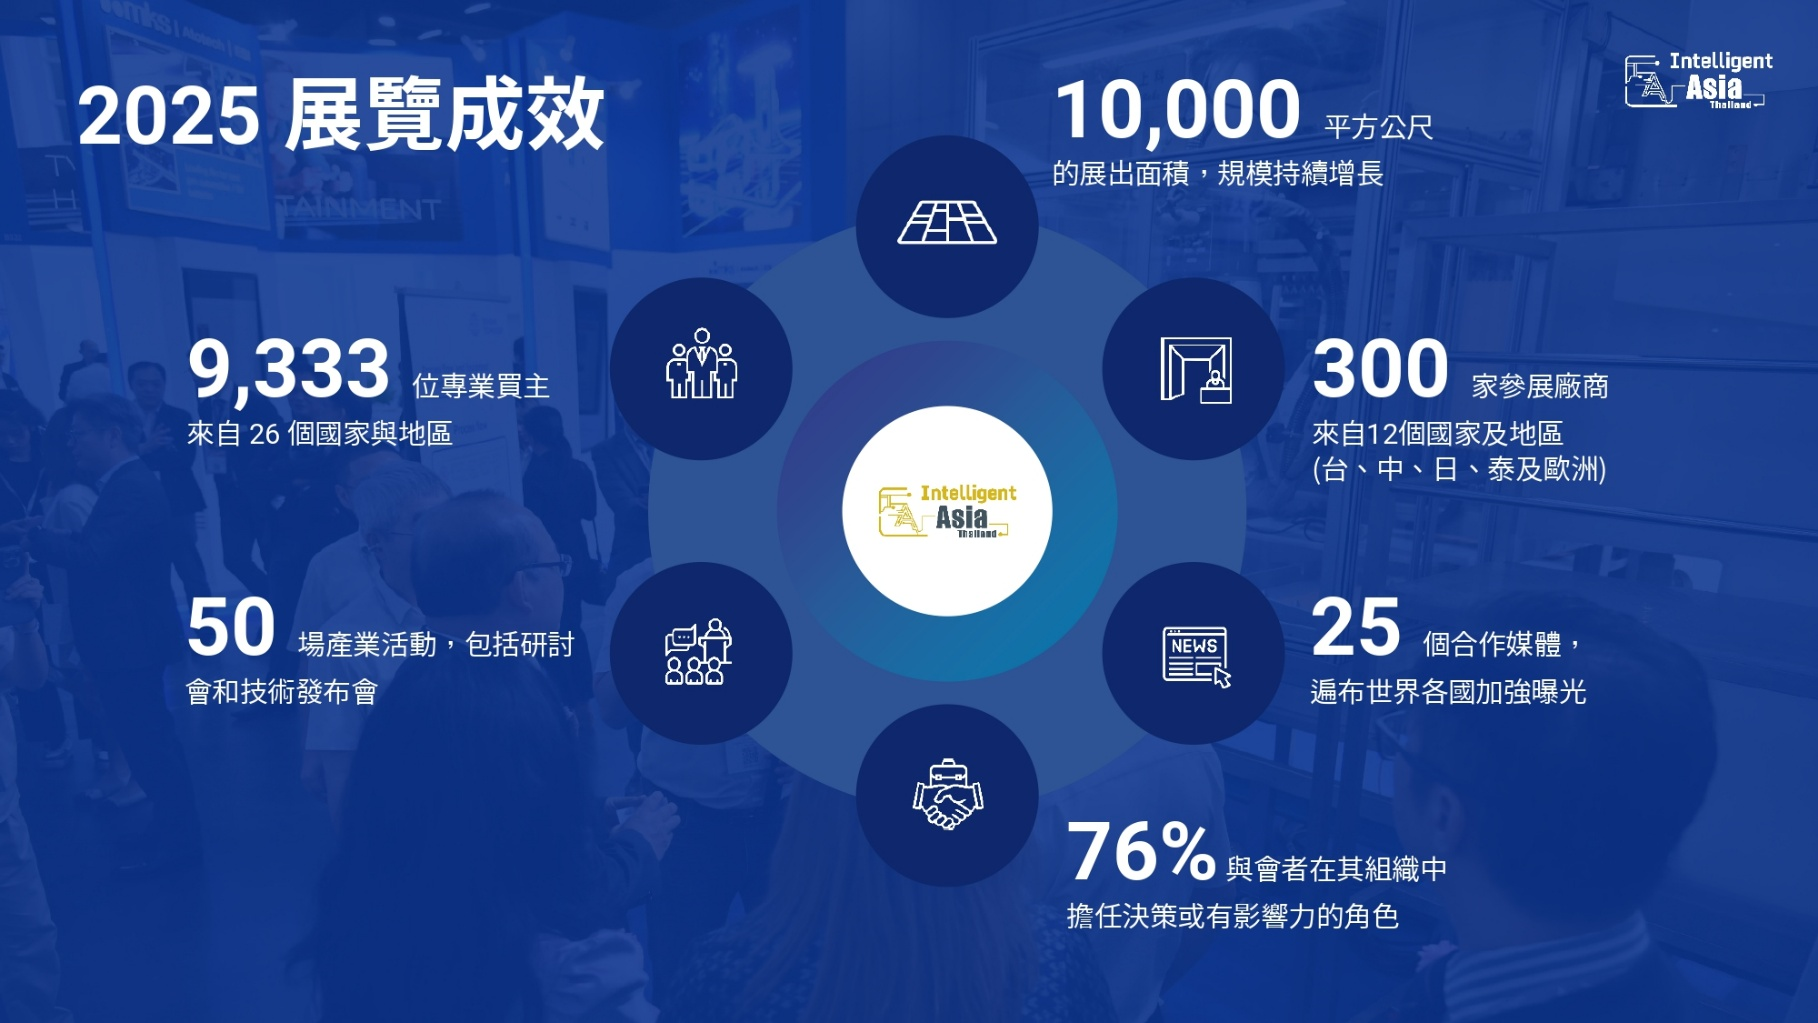 2025 展覽成效
Intelligent
Asia
Thailand
10,000 平方公尺
的展出面積，規模持續增長
9,333 位專業買主
來自 26 個國家與地區
300 家參展廠商
來自12個國家及地區
(台、中、日、泰及歐洲)
Intelligent
Asia
Thailand
50 場產業活動，包括研討
會和技術發布會
NEWS
25 個合作媒體，
遍布世界各國加強曝光
76% 與會者在其組織中
擔任決策或有影響力的角色
mks
TAINMENT